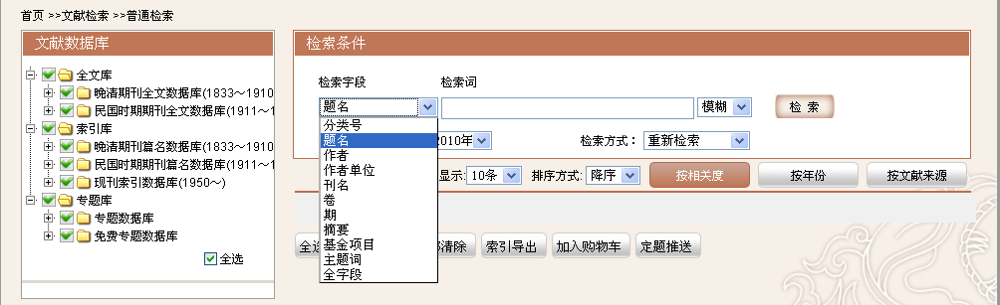 首页 >>文献检索 >>普通检索
文献数据库
全文库
晚清期刊全文数据库(1833～1910
民国时期期刊全文数据库(1911～1
索引库
晚清期刊篇名数据库(1833～1910
民国时期期刊篇名数据库(1911～
现刊索引数据库(1950～)
专题库
专题数据库
免费专题数据库
全选
检索条件
检索字段 检索词
题名 模糊 检 索
分类号
题名
作者
作者单位
刊名
卷
期
摘要
基金项目
主题词
全字段
2010年 检索方式： 重新检索
显示: 10条 排序方式: 降序 按相关度 按年份 按文献来源
全选 清除 索引导出 加入购物车 定题推送